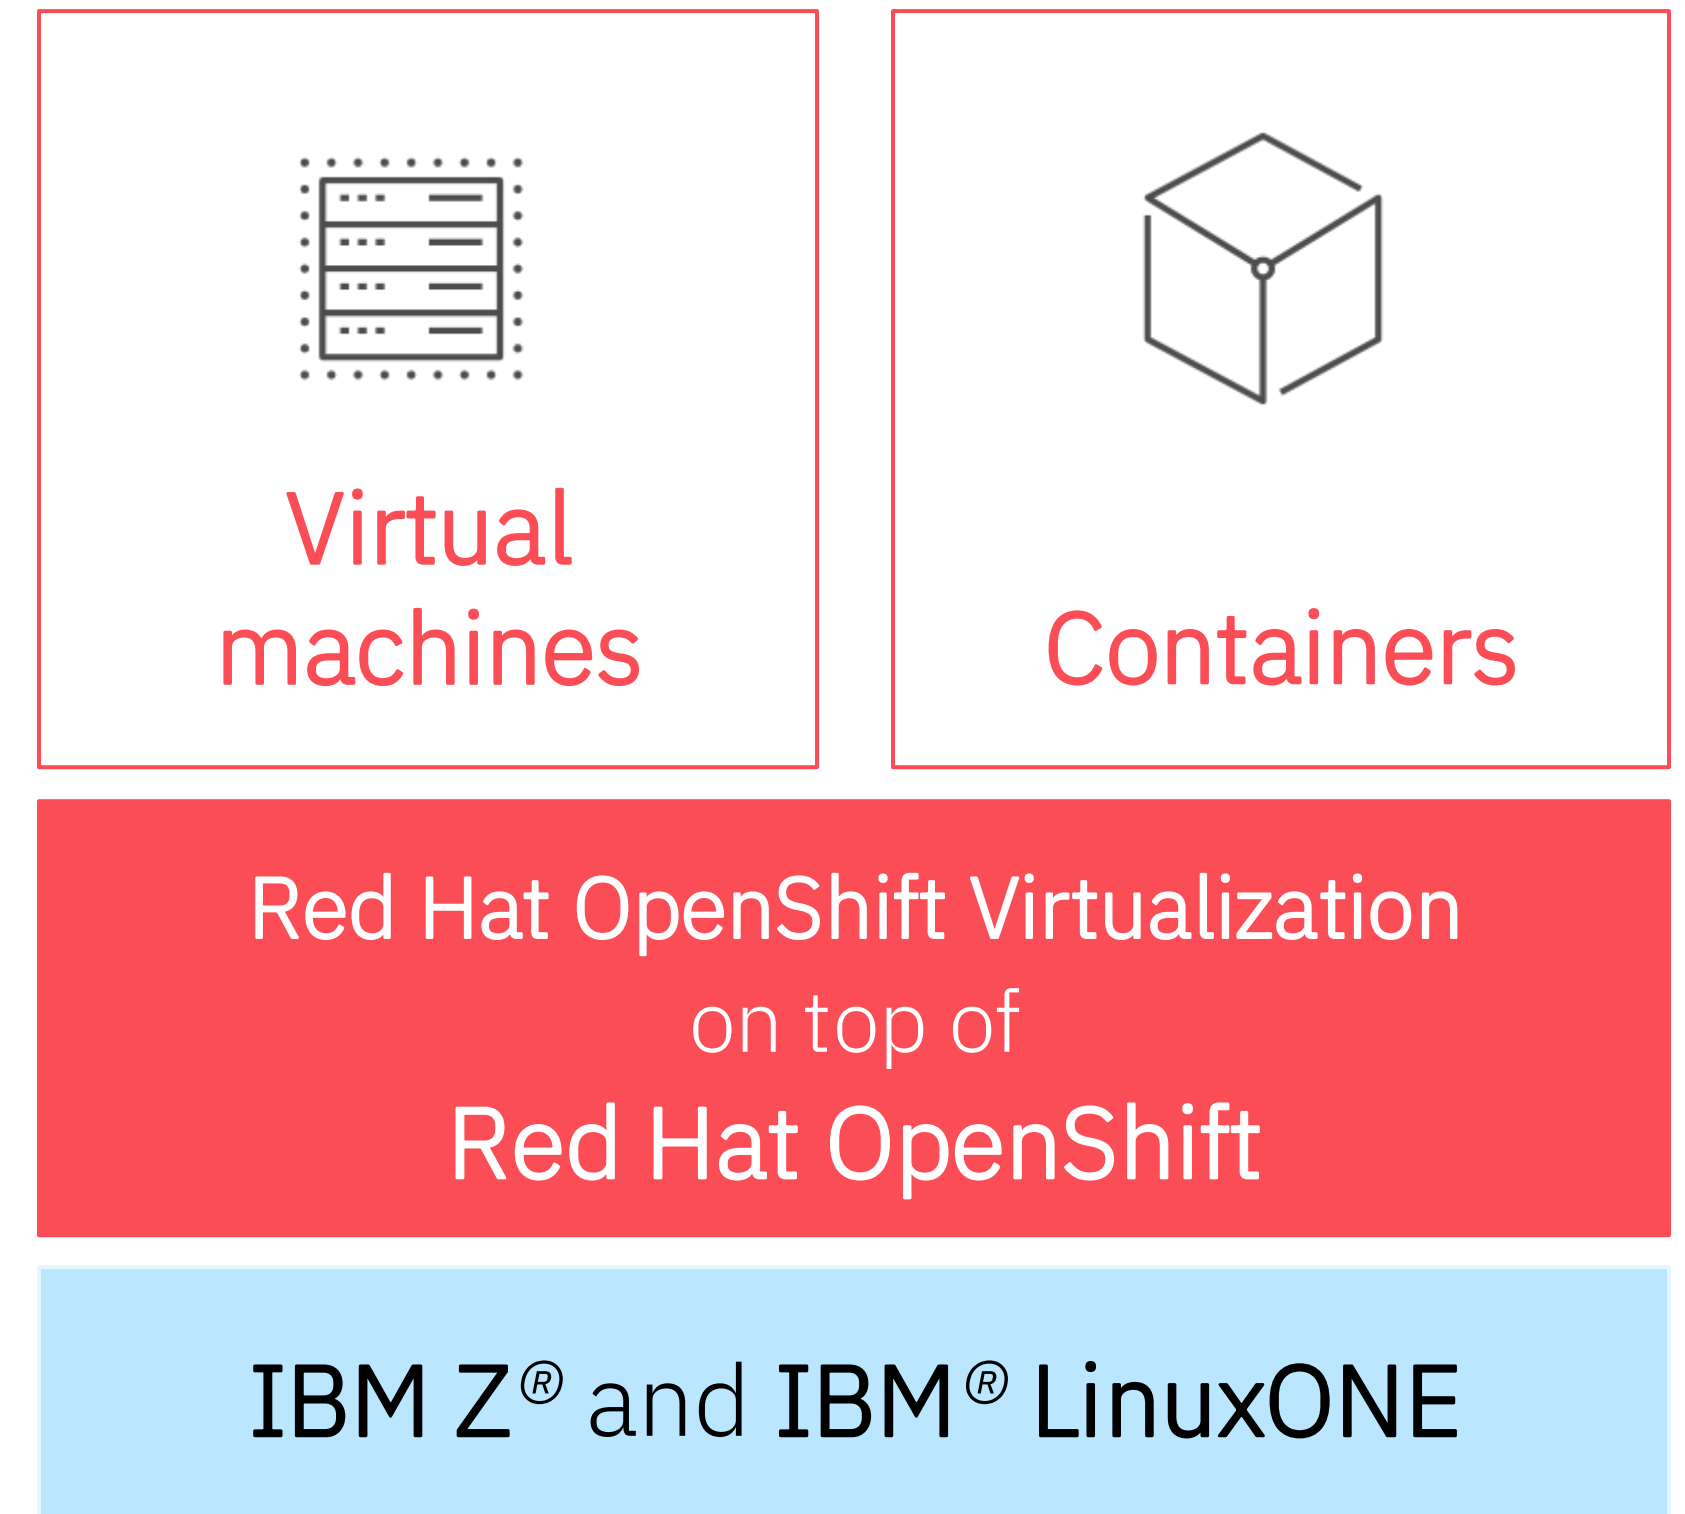 Virtual
machines
Containers
Red Hat OpenShift Virtualization
on top of
Red Hat OpenShift
IBM Z® and IBM® LinuxONE